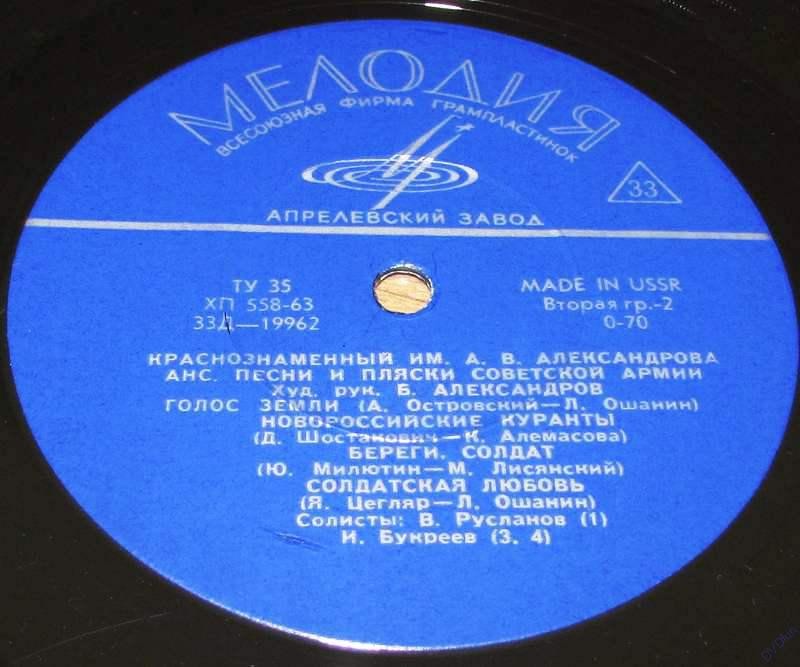 МЕЛОДИЯ
ВСЕСОЮЗНАЯ ФИРМА ГРАМПЛАСТИНОК
33
АПРЕЛЕВСКИЙ ЗАВОД
ТУ 35
ХП 558-63
33Д—19962
MADE IN USSR
Вторая гр.-2
0-70
КРАСНОЗНАМЕННЫЙ ИМ. А. В. АЛЕКСАНДРОВА
АНС. ПЕСНИ И ПЛЯСКИ СОВЕТСКОЙ АРМИИ
Худ. рук. Б. АЛЕКСАНДРОВ
ГОЛОС ЗЕМЛИ (А. Островский—Л. Ошанин)
НОВОРОССИЙСКИЕ КУРАНТЫ
(Д. Шостакович—К. Алемасова)
БЕРЕГИ, СОЛДАТ
(Ю. Милютин—М. Лисянский)
СОЛДАТСКАЯ ЛЮБОВЬ
(Я. Цегляр—Л. Ошанин)
Солисты: В. Русланов (1)
И. Букреев (3, 4)